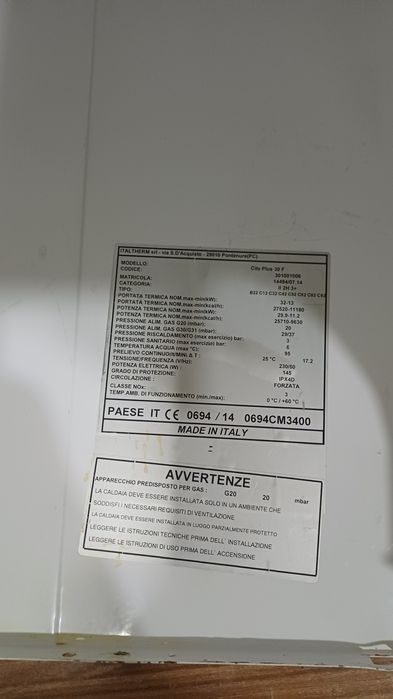 ITALTHERM srl - via S.D'Acquisto - 29010 Pontenure(PC)
MODELLO: City Plus 30 F
CODICE: 301001006
MATRICOLA: 14494/07.14
CATEGORIA: II 2H 3+
TIPO: B22 C12 C32 C42 C52 C62 C82 C92
PORTATA TERMICA NOM.max-min(kW): 32-13
PORTATA TERMICA NOM.max-min(kcal/h): 27520-11180
POTENZA TERMICA NOM.max-min(kW): 29.9-11.2
POTENZA TERMICA NOM.max-min(kcal/h): 25710-9630
PRESSIONE ALIM. GAS G20 (mbar): 20
PRESSIONE ALIM. GAS G30/G31 (mbar): 29/37
PRESSIONE RISCALDAMENTO (max esercizio) bar: 3
PRESSIONE SANITARIO (max esercizio) bar: 6
TEMPERATURA ACQUA (max °C): 95
PRELIEVO CONTINUO/l/MIN Δ T : 25 °C 17.2
TENSIONE/FREQUENZA (V/Hz): 230/50
POTENZA ELETTRICA (W) 145
GRADO DI PROTEZIONE: IPX4D
CIRCOLAZIONE : FORZATA
CLASSE NOx: 3
TEMP.AMB. DI FUNZIONAMENTO (min./max): 0 °C / +60 °C
PAESE IT CE 0694 / 14 0694CM3400
MADE IN ITALY
AVVERTENZE
APPARECCHIO PREDISPOSTO PER GAS : G20 20 mbar
LA CALDAIA DEVE ESSERE INSTALLATA SOLO IN UN AMBIENTE CHE
SODDISFI I NECESSARI REQUISITI DI VENTILAZIONE
LA CALDAIA DEVE ESSERE INSTALLATA IN LUOGO PARZIALMENTE PROTETTO
LEGGERE LE ISTRUZIONI TECNICHE PRIMA DELL' INSTALLAZIONE
LEGGERE LE ISTRUZIONI DI USO PRIMA DELL' ACCENSIONE